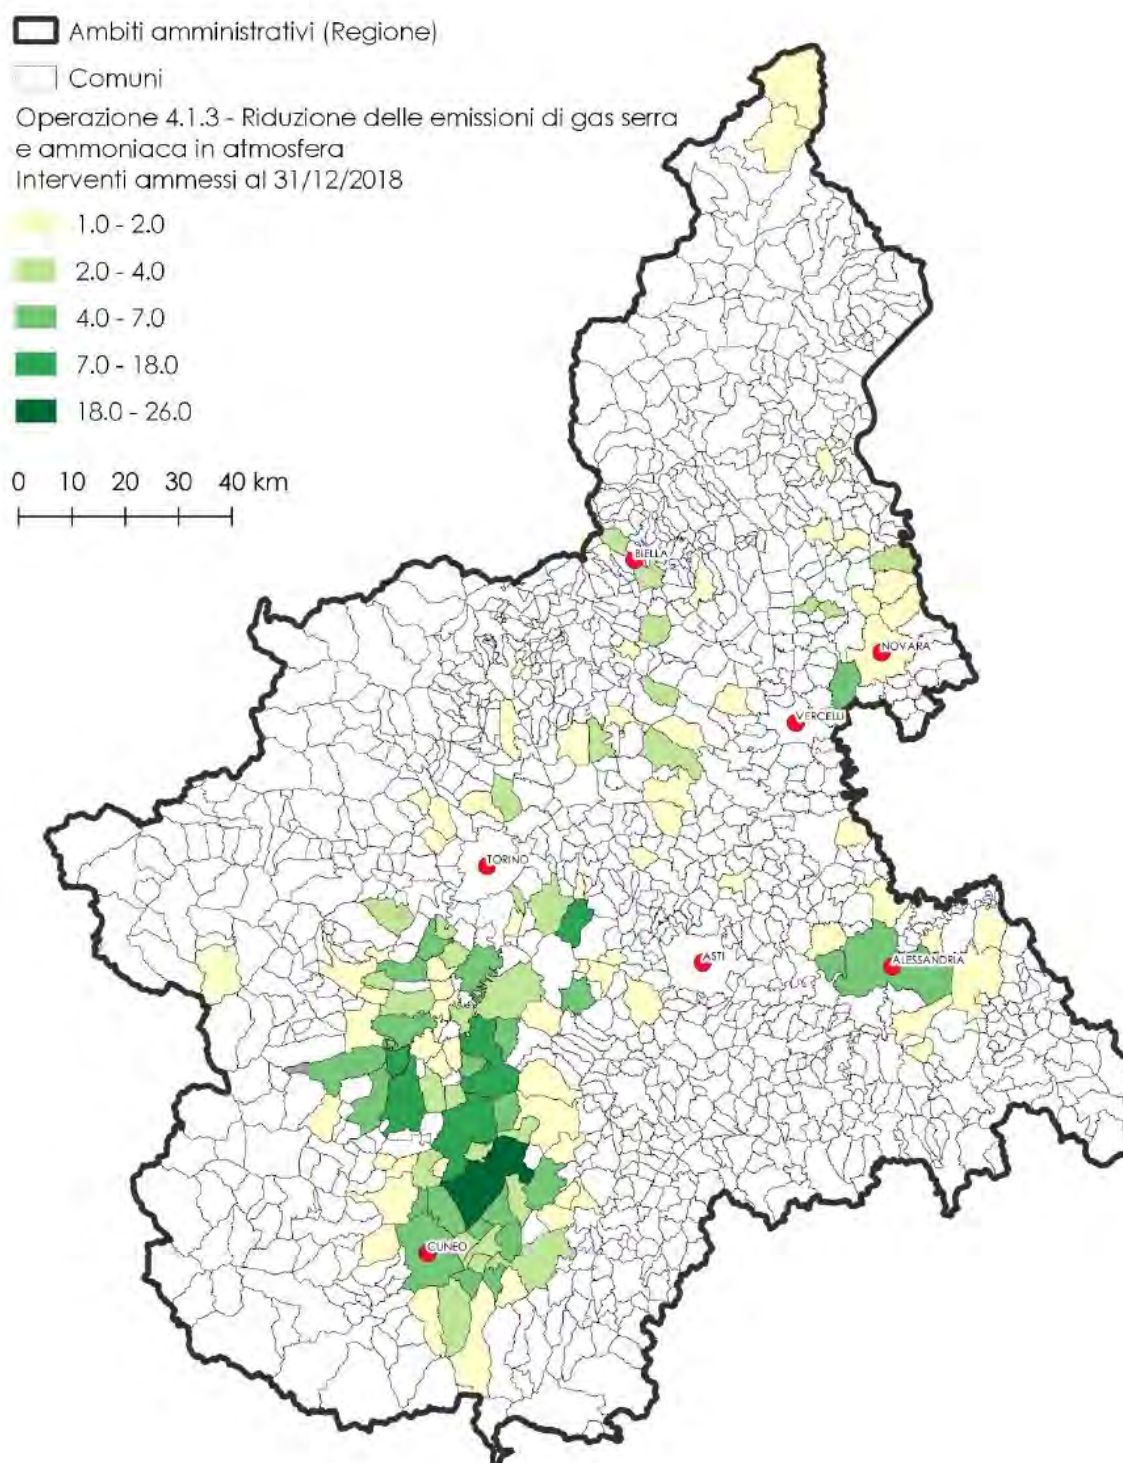 Ambiti amministrativi (Regione)
Comuni
Operazione 4.1.3 - Riduzione delle emissioni di gas serra
e ammoniaca in atmosfera
Interventi ammessi al 31/12/2018
1.0 - 2.0
2.0 - 4.0
4.0 - 7.0
7.0 - 18.0
18.0 - 26.0
0 10 20 30 40 km
BIELLA
NOVARA
VERCELLI
TORINO
ASTI
ALESSANDRIA
CUNEO